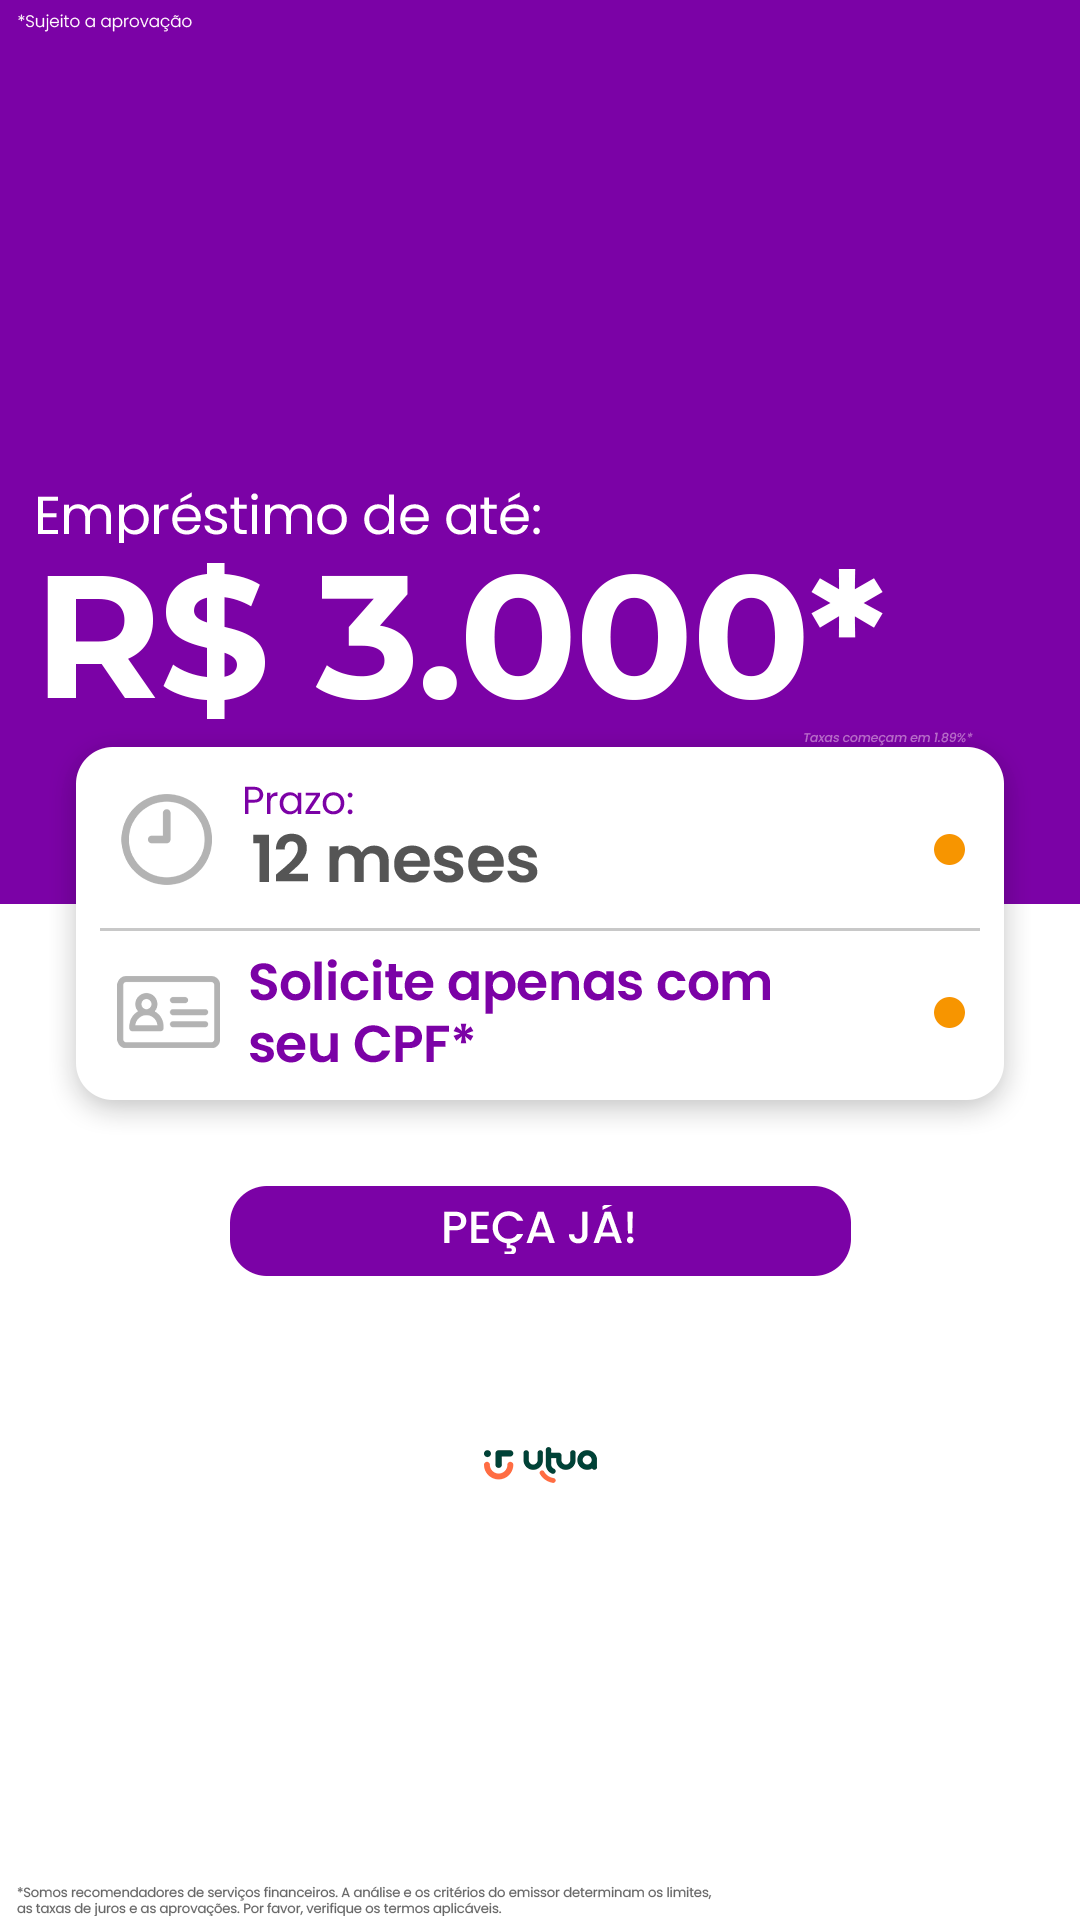 *Sujeito a aprovação
Empréstimo de até:
R$ 3.000*
Taxas começam em 1.89%*
Prazo:
12 meses
Solicite apenas com
seu CPF*
PEÇA JÁ!
utua
*Somos recomendadores de serviços financeiros. A análise e os critérios do emissor determinam os limites,
as taxas de juros e as aprovações. Por favor, verifique os termos aplicáveis.